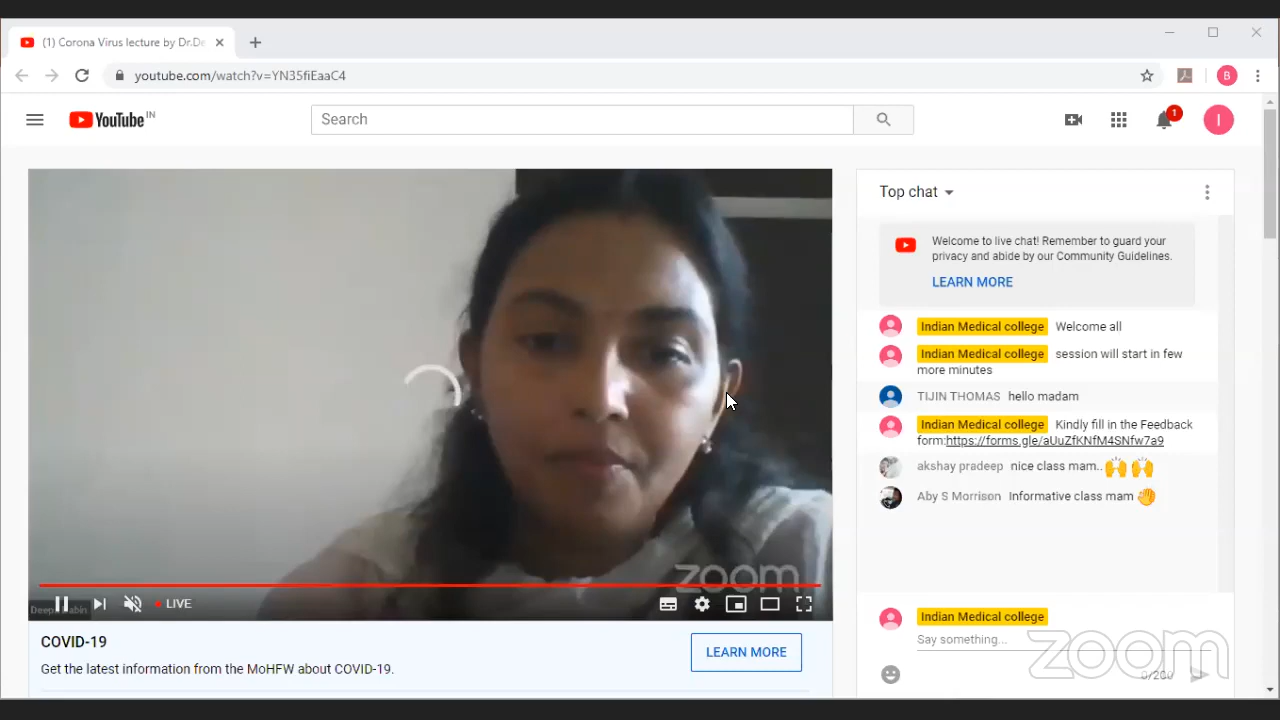 (1) Corona Virus lecture by Dr.De
youtube.com/watch?v=YN35fiEaaC4
B
YouTube IN
Search
1
I
Top chat
Welcome to live chat! Remember to guard your
privacy and abide by our Community Guidelines.
LEARN MORE
Indian Medical college Welcome all
Indian Medical college session will start in few
more minutes
TIJIN THOMAS hello madam
Indian Medical college Kindly fill in the Feedback
form:https://forms.gle/aUuZfKNfM4SNfw7a9
akshay pradeep nice class mam..
Aby S Morrison Informative class mam
zoom
LIVE
COVID-19
Get the latest information from the MoHFW about COVID-19.
LEARN MORE
Indian Medical college
Say something...
0/200
zoom